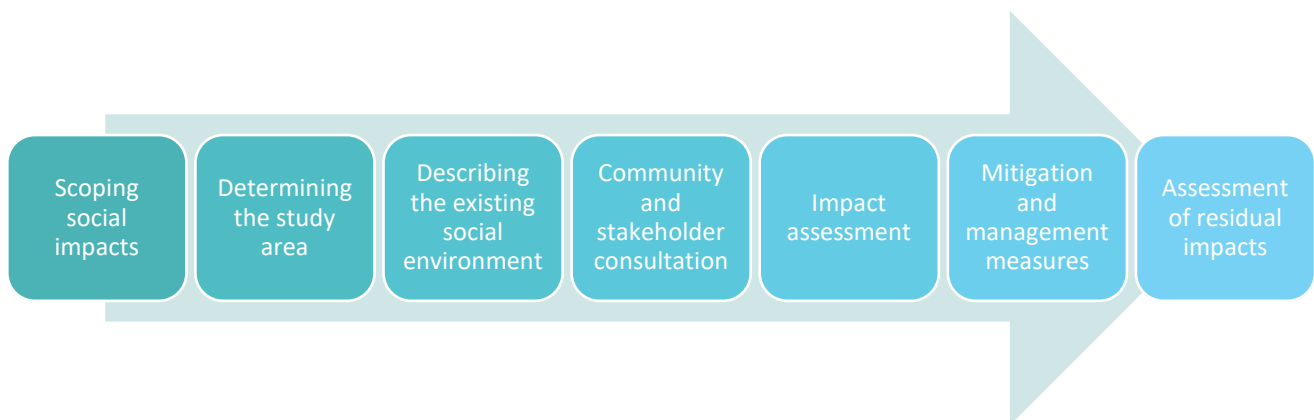 Scoping
social
impacts
Determining
the study
area
Describing
the existing
social
environment
Community
and
stakeholder
consultation
Impact
assessment
Mitigation
and
management
measures
Assessment
of residual
impacts